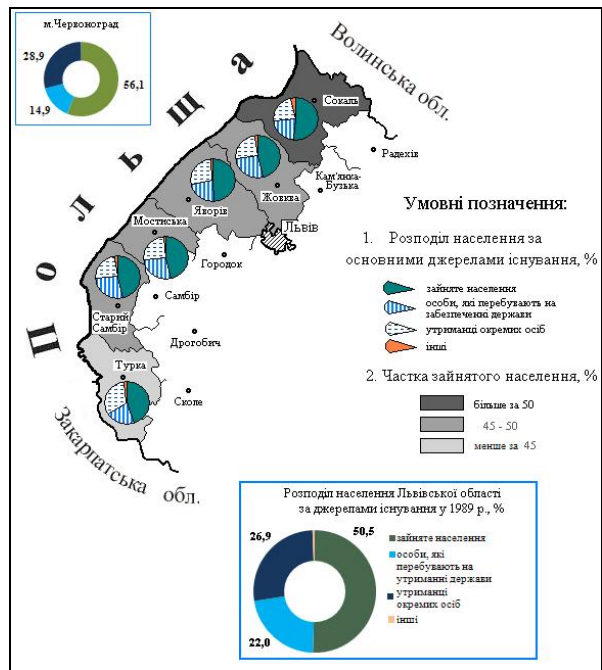 м.Червоноград
28,9
56,1
14,9
Польща
Волинська обл.
Сокаль
Радехів
Кам'янка-
Бузька
Жовква
Яворів
Львів
Мостиська
Городок
Самбір
Старий
Самбір
Дрогобич
Турка
Сколе
Закарпатська обл.
Умовні позначення:
1. Розподіл населення за
основними джерелами існування, %
зайняте населення
особи, які перебувають на
забезпеченні держави
утриманці окремих осіб
інші
2. Частка зайнятого населення, %
більше за 50
45 - 50
менше за 45
Розподіл населення Львівської області
за джерелами існування у 1989 р., %
26,9
50,5
22,0
зайняте населення
особи, які
перебувають на
утриманні держави
утриманці
окремих осіб
інші